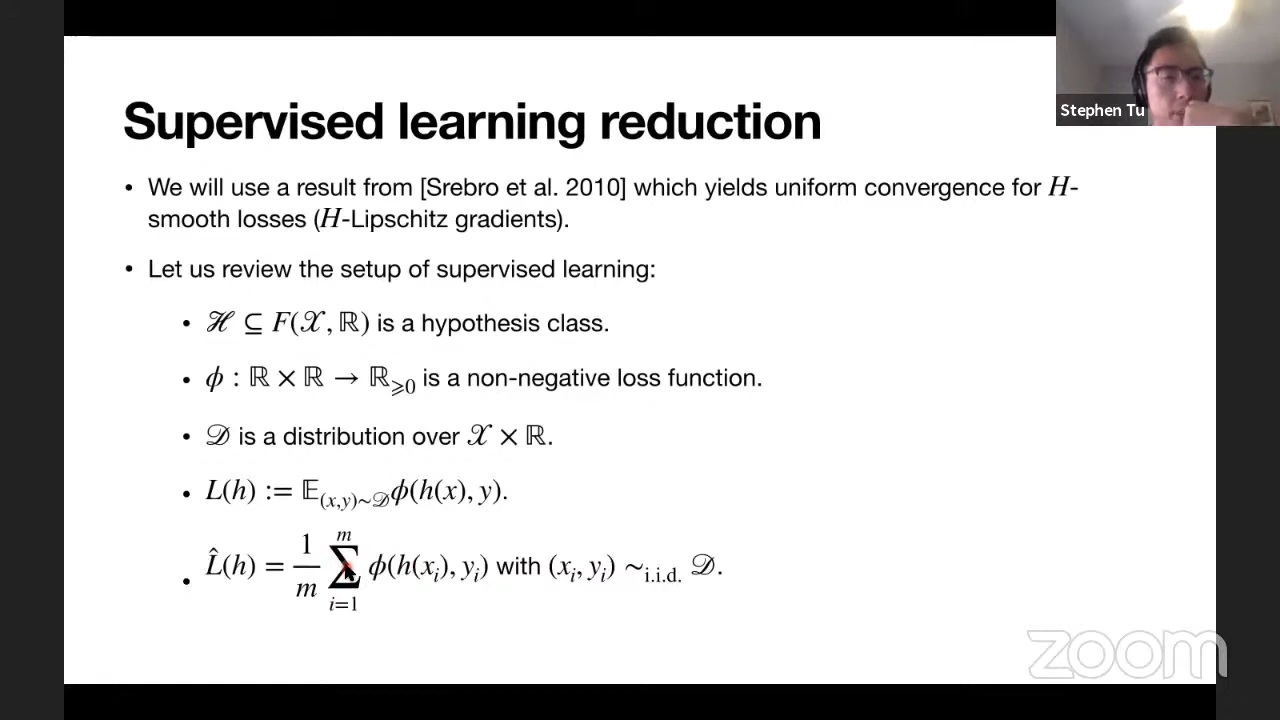 Stephen Tu
Supervised learning reduction
• We will use a result from [Srebro et al. 2010] which yields uniform convergence for H-
smooth losses (H-Lipschitz gradients).
• Let us review the setup of supervised learning:
• ℋ ⊆ F(𝒳, ℝ) is a hypothesis class.
• ϕ : ℝ × ℝ → ℝ⩾0 is a non-negative loss function.
• 𝒟 is a distribution over 𝒳 × ℝ.
• L(h) := 𝔼(x,y)∼𝒟ϕ(h(x), y).
• L̂(h) = 1/m ∑_{i=1}^{m} ϕ(h(xᵢ), yᵢ) with (xᵢ, yᵢ) ∼i.i.d. 𝒟.
zoom